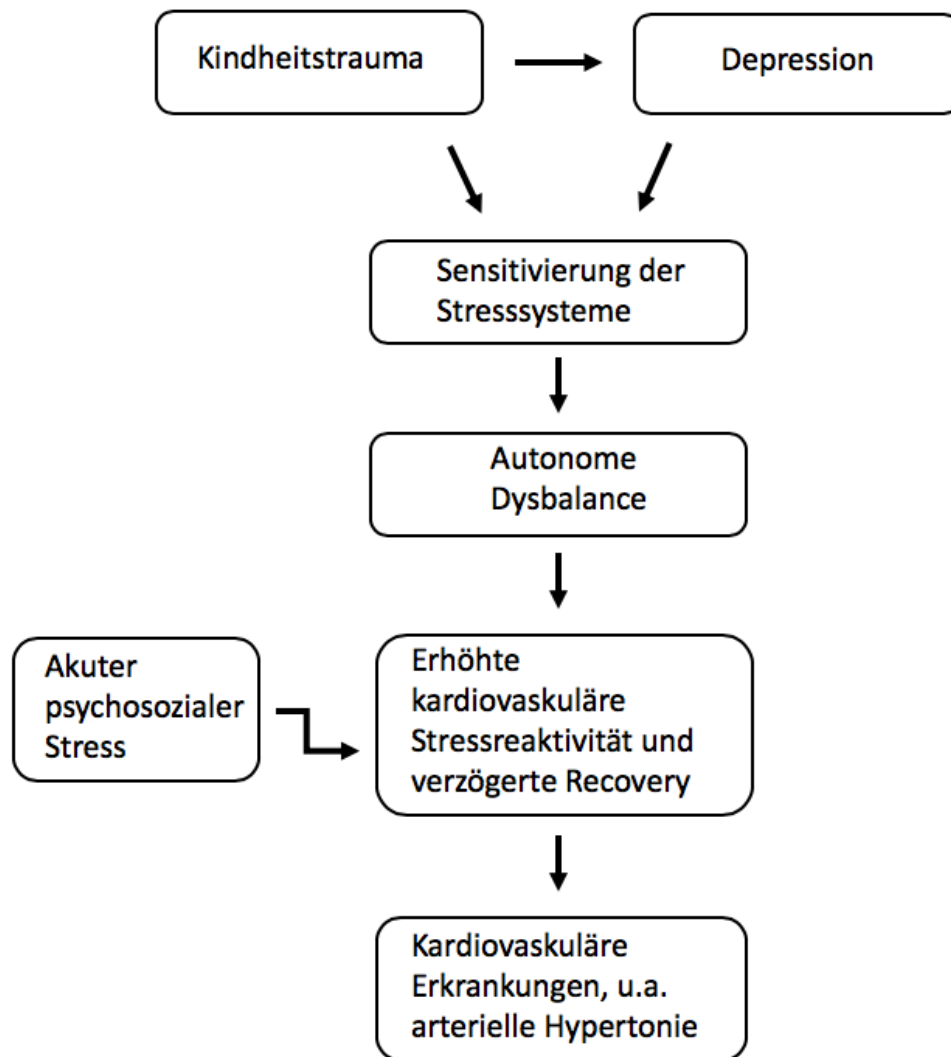 Kindheitstrauma
Depression
Sensitivierung der
Stresssysteme
Autonome
Dysbalance
Akuter
psychosozialer
Stress
Erhöhte
kardiovaskuläre
Stressreaktivität und
verzögerte Recovery
Kardiovaskuläre
Erkrankungen, u.a.
arterielle Hypertonie